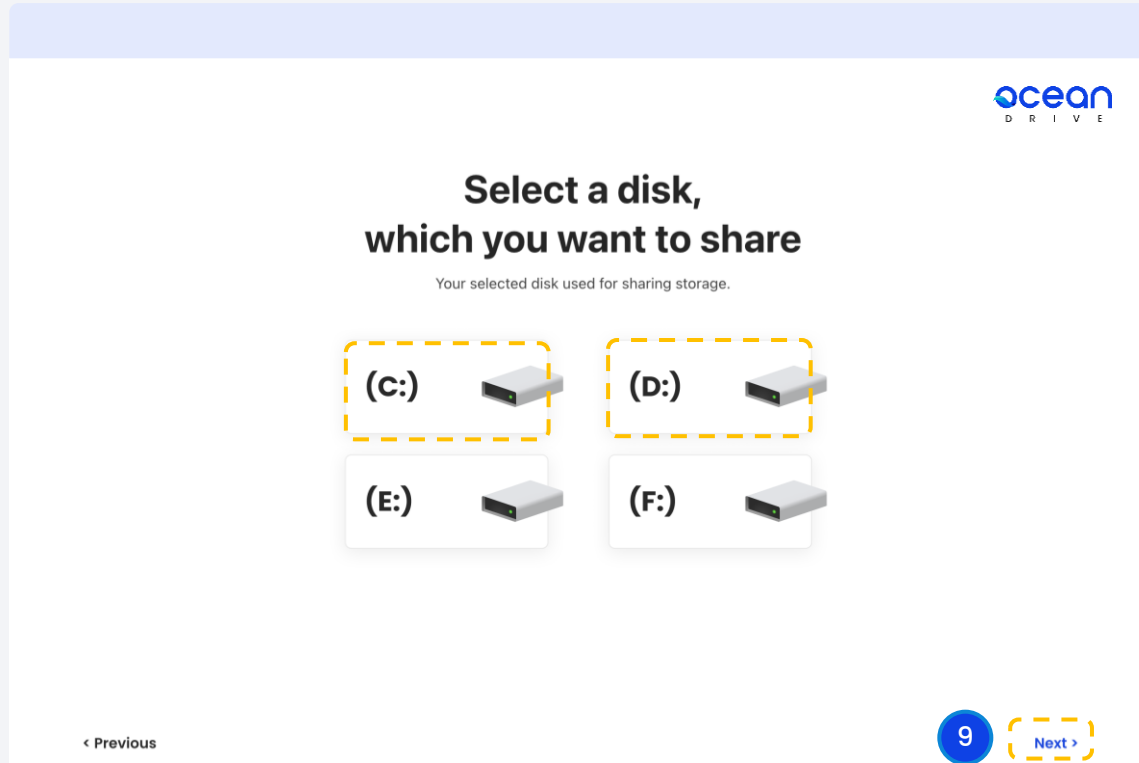 ocean
DRIVE
Select a disk,
which you want to share
Your selected disk used for sharing storage.
(C:)
(D:)
(E:)
(F:)
< Previous
9
Next >